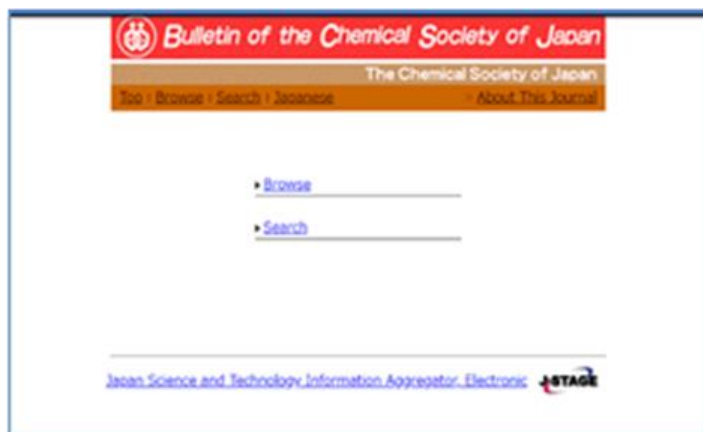 Bulletin of the Chemical Society of Japan
The Chemical Society of Japan
Top | Browse | Search | Japanese | About This Journal
Browse
Search
Japan Science and Technology Information Aggregator, Electronic J-STAGE